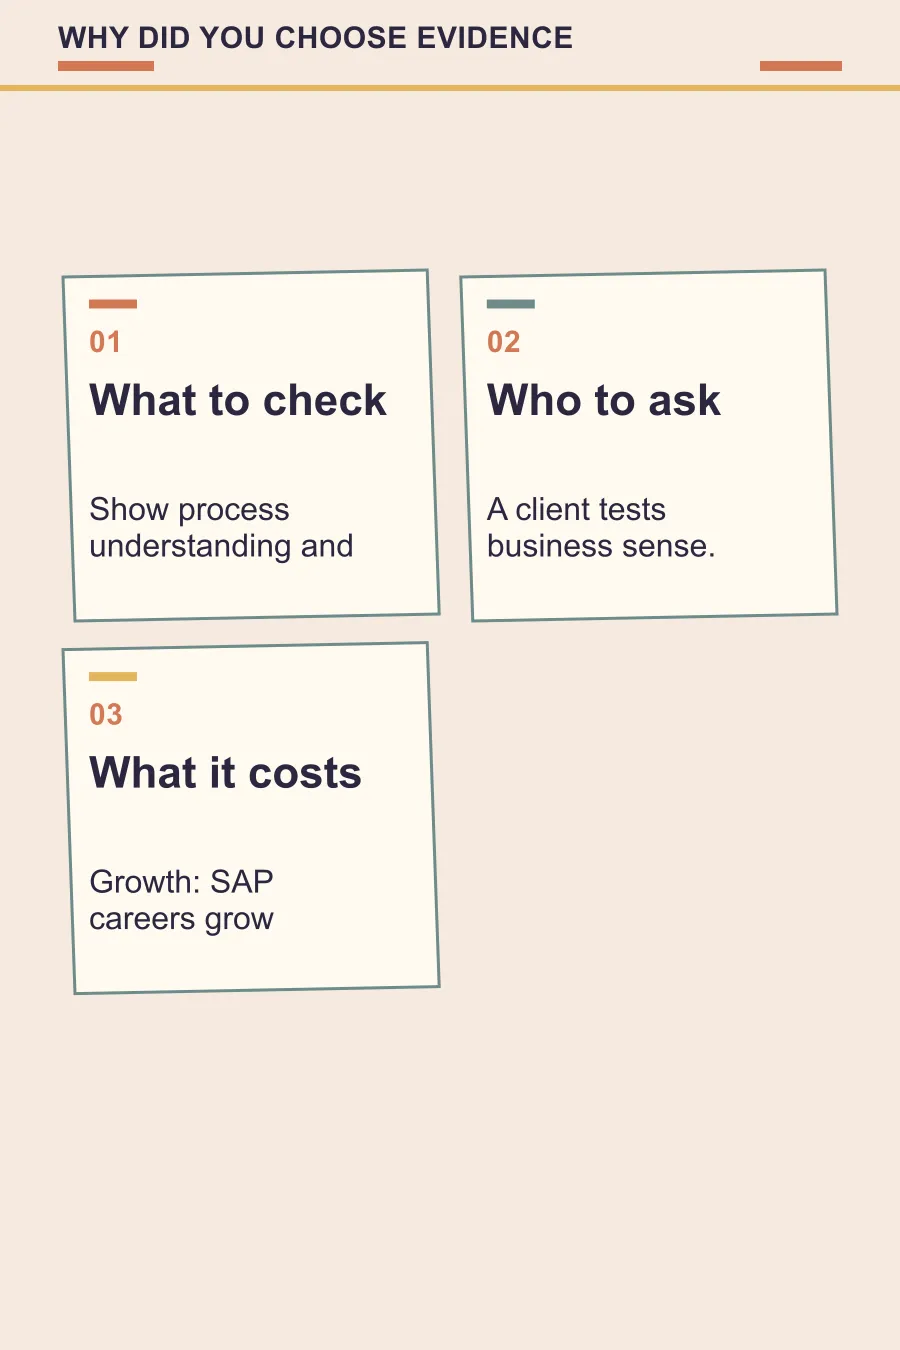 WHY DID YOU CHOOSE EVIDENCE
01
What to check
Show process
understanding and
02
Who to ask
A client tests
business sense.
03
What it costs
Growth: SAP
careers grow